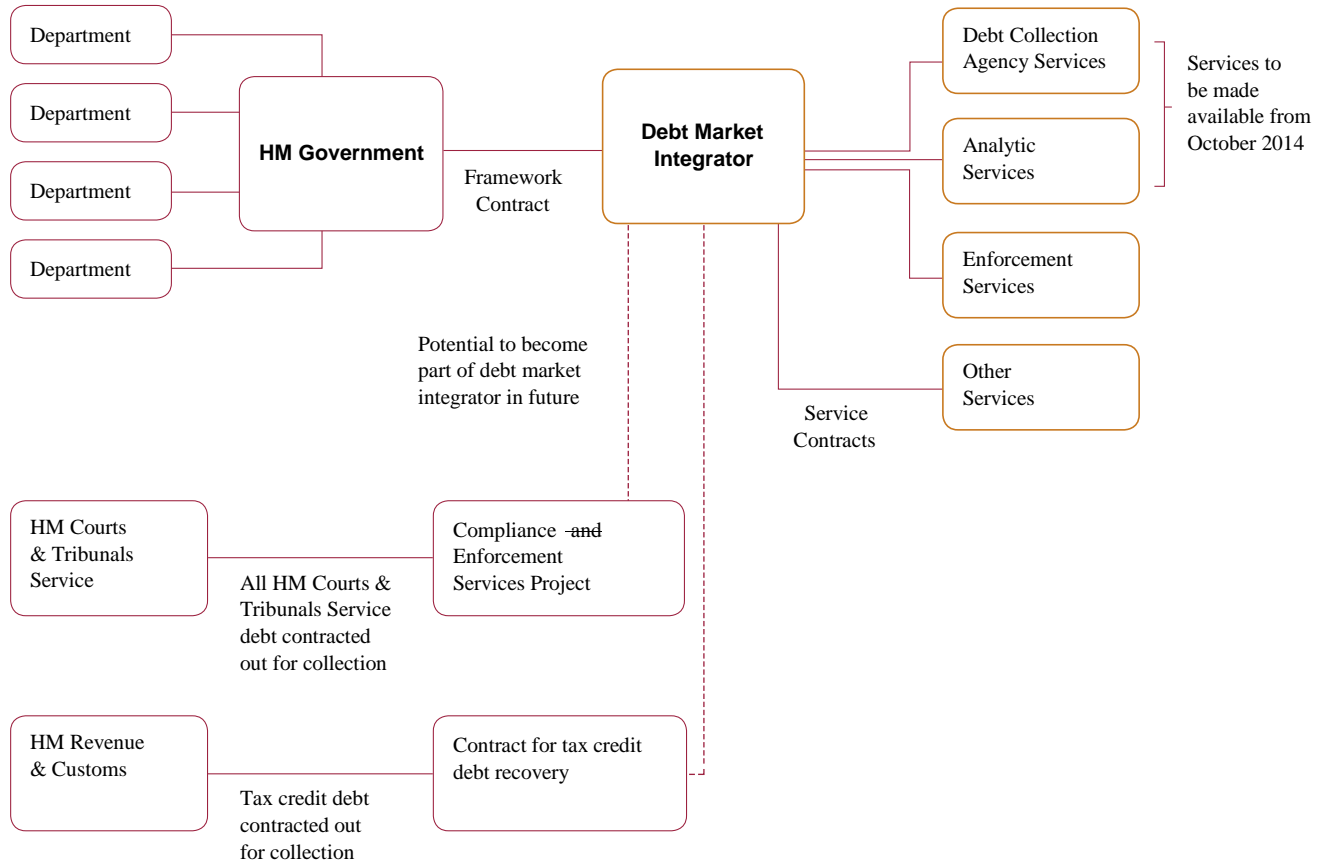 Department
Department
Department
Department
HM Government
Framework
Contract
Debt Market
Integrator
Debt Collection
Agency Services
Analytic
Services
Enforcement
Services
Other
Services
Services to
be made
available from
October 2014
Potential to become
part of debt market
integrator in future
Service
Contracts
HM Courts
& Tribunals
Service
All HM Courts &
Tribunals Service
debt contracted
out for collection
Compliance and
Enforcement
Services Project
HM Revenue
& Customs
Tax credit debt
contracted out
for collection
Contract for tax credit
debt recovery